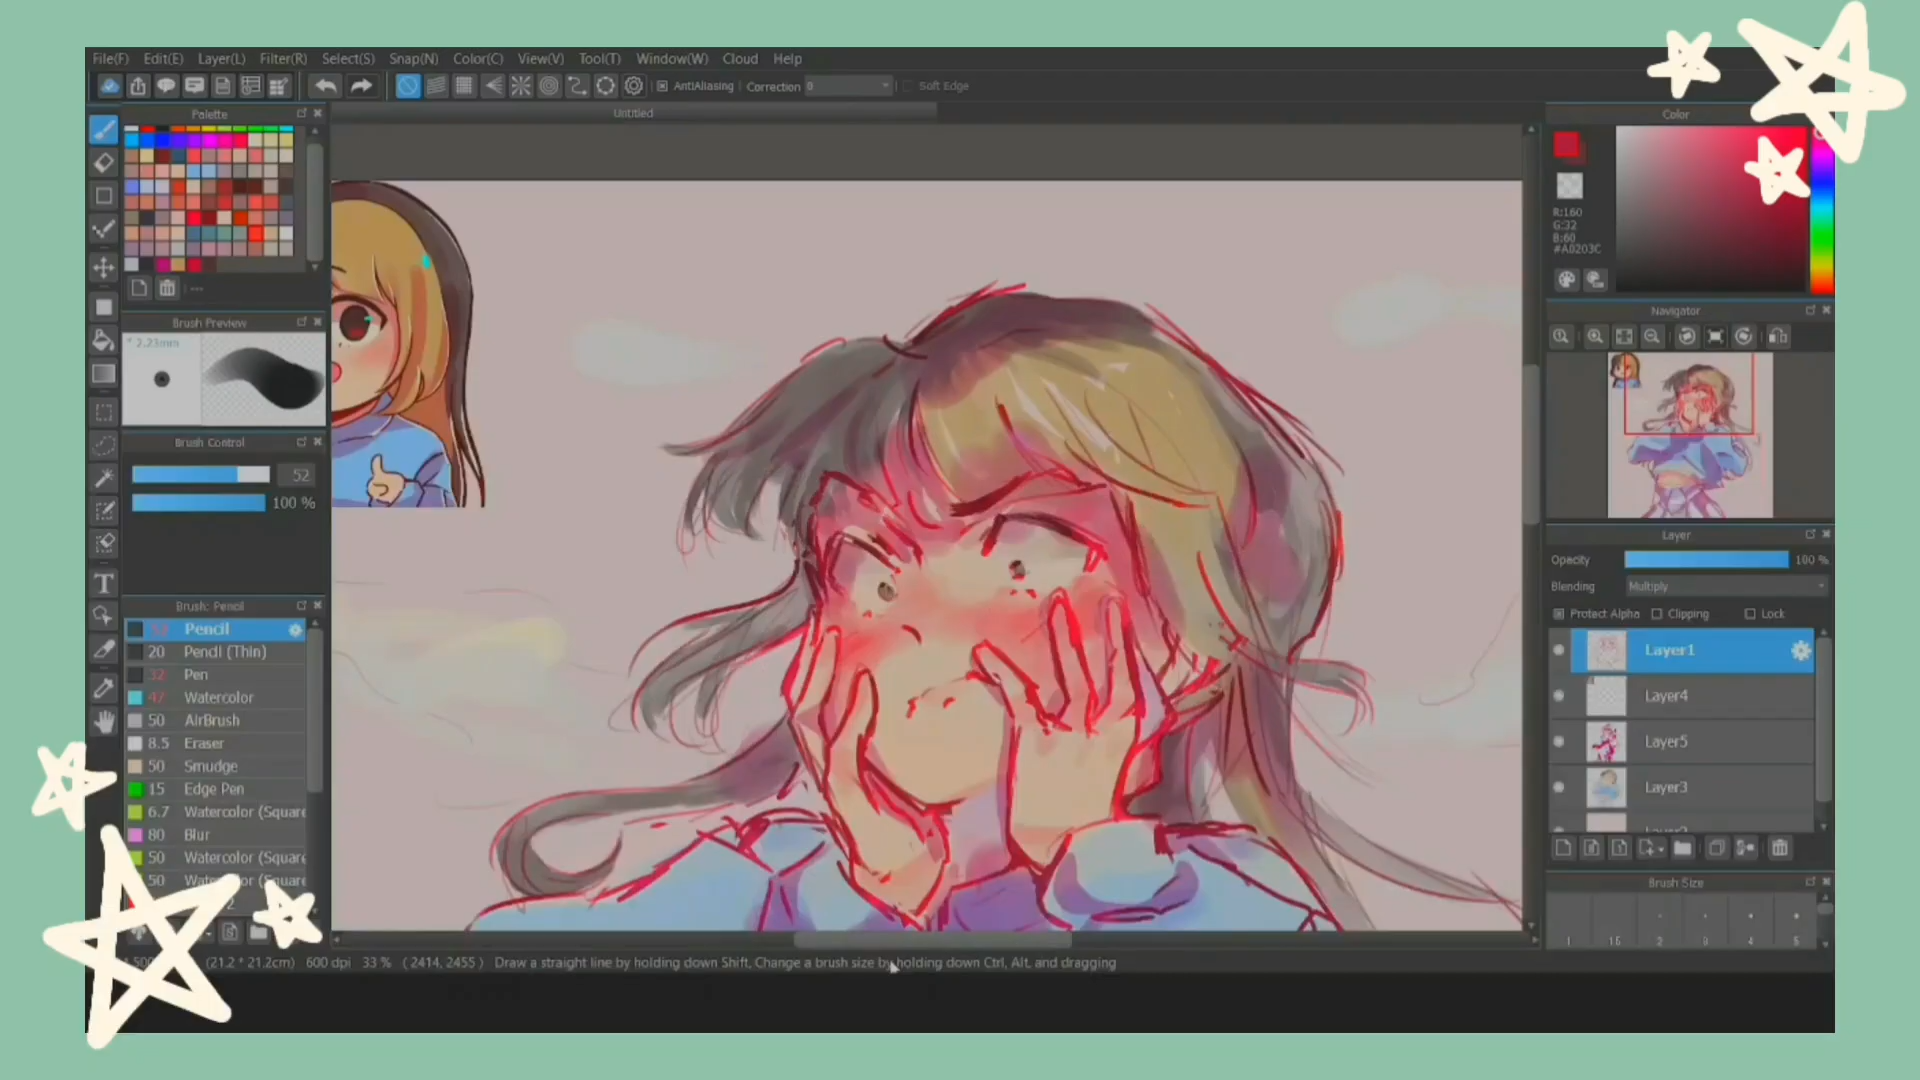 File(F) Edit(E) Layer(L) Filter(R) Select(S) Snap(N) Color(C) View(V) Tool(T) Window(W) Cloud Help
AntiAliasing Correction 0 Soft Edge
Palette
Untitled
Color
R:160
G:32
B:60
#A0203C
Navigator
Brush Preview
* 2.23mm
Brush Control
52
100 %
Layer
Opacity 100 %
Blending Multiply
Protect Alpha Clipping Lock
Layer1
Layer4
Layer5
Layer3
Brush: Pencil
Pencil
20 Pencil (Thin)
32 Pen
47 Watercolor
50 AirBrush
8.5 Eraser
50 Smudge
15 Edge Pen
6.7 Watercolor (Square
80 Blur
50 Watercolor (Square
50 (Square
Brush Size
1 1.5 2 3 4 5
(21.2 * 21.2cm) 600 dpi 33 % ( 2414, 2455 ) Draw a straight line by holding down Shift, Change a brush size by holding down Ctrl, Alt, and dragging